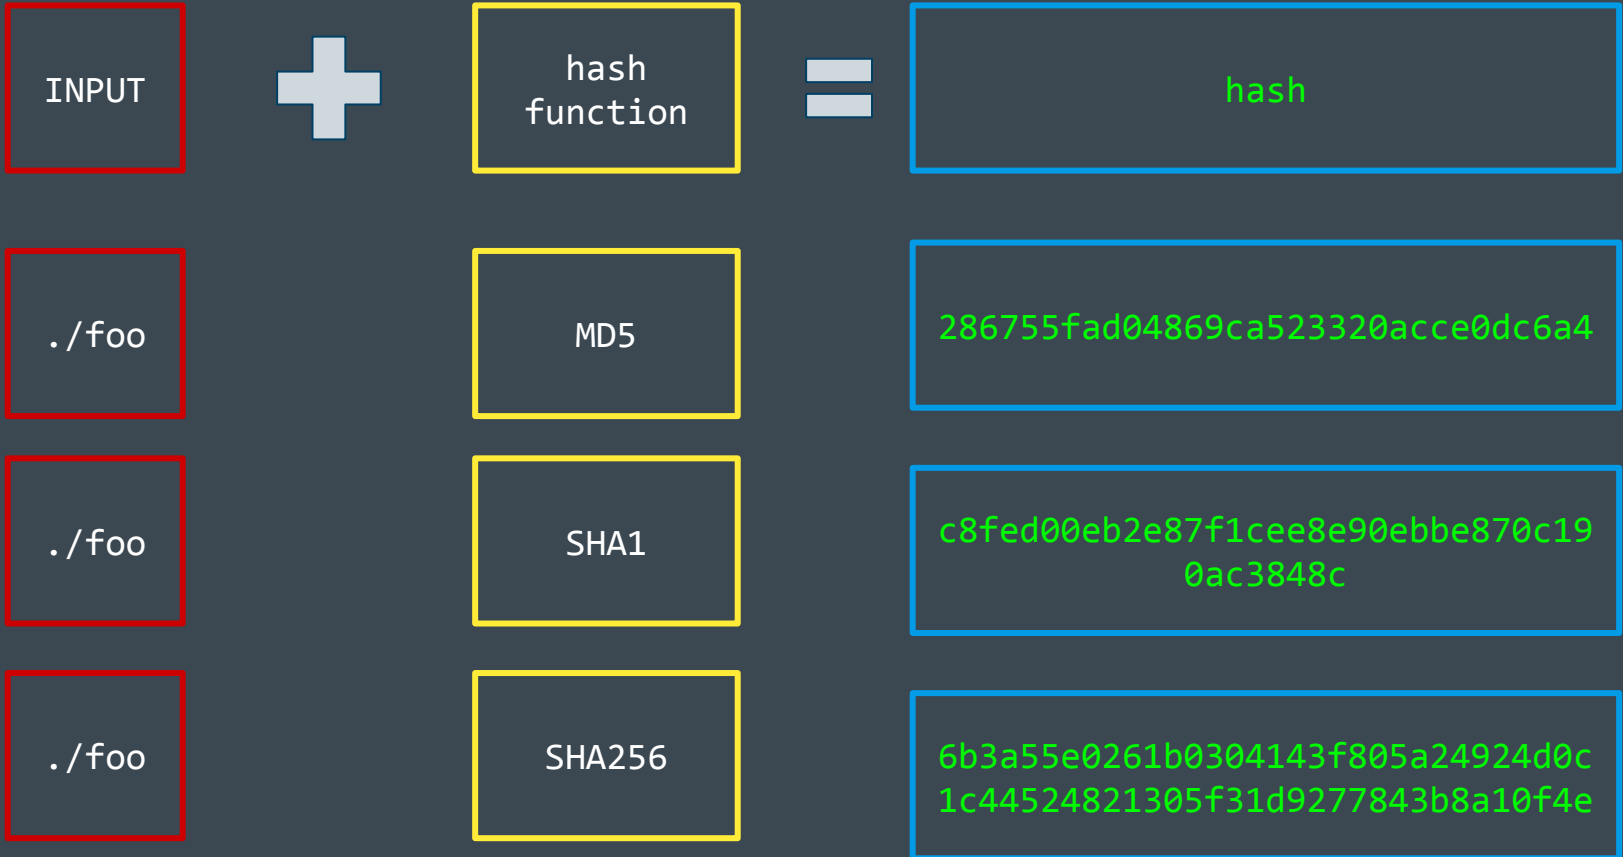 INPUT
hash
function
hash
./foo
MD5
286755fad04869ca523320acce0dc6a4
./foo
SHA1
c8fed00eb2e87f1cee8e90ebbe870c19
0ac3848c
./foo
SHA256
6b3a55e0261b0304143f805a24924d0c
1c44524821305f31d9277843b8a10f4e